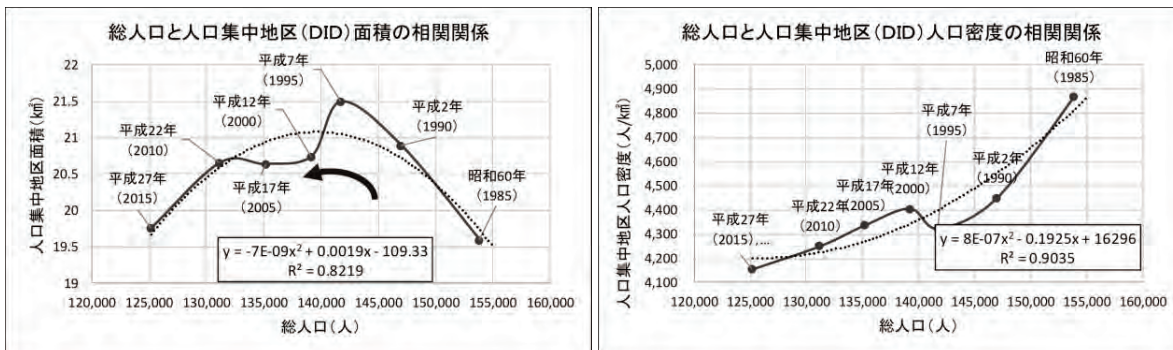 総人口と人口集中地区(DID)面積の相関関係
人口集中地区面積(㎢)
22
21.5
21
20.5
20
19.5
19
平成7年
(1995)
平成12年
(2000)
平成2年
(1990)
平成22年
(2010)
平成27年
(2015)
平成17年
(2005)
昭和60年
(1985)
y = -7E-09x² + 0.0019x - 109.33
R² = 0.8219
120,000 125,000 130,000 135,000 140,000 145,000 150,000 155,000 160,000
総人口(人)
総人口と人口集中地区(DID)人口密度の相関関係
人口集中地区人口密度(人/㎢)
5,000
4,900
4,800
4,700
4,600
4,500
4,400
4,300
4,200
4,100
昭和60年
(1985)
平成7年
(1995)
平成12年
(2000)
平成2年
(1990)
平成17年
(2005)
平成22年
(2010)
平成27年
(2015)....
y = 8E-07x² - 0.1925x + 16296
R² = 0.9035
120,000 125,000 130,000 135,000 140,000 145,000 150,000 155,000 160,000
総人口(人)